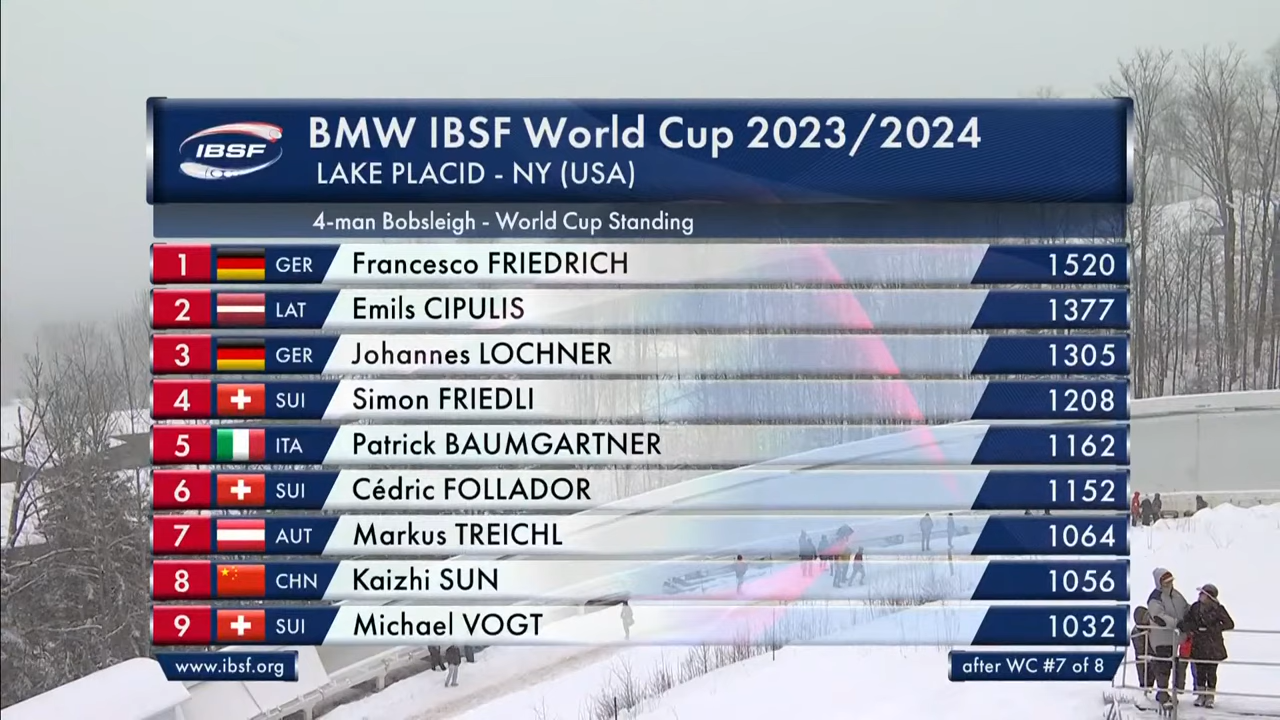 IBSF
BMW IBSF World Cup 2023/2024
LAKE PLACID - NY (USA)
4-man Bobsleigh - World Cup Standing
1 GER Francesco FRIEDRICH 1520
2 LAT Emils CIPULIS 1377
3 GER Johannes LOCHNER 1305
4 SUI Simon FRIEDLI 1208
5 ITA Patrick BAUMGARTNER 1162
6 SUI Cédric FOLLADOR 1152
7 AUT Markus TREICHL 1064
8 CHN Kaizhi SUN 1056
9 SUI Michael VOGT 1032
www.ibsf.org after WC #7 of 8